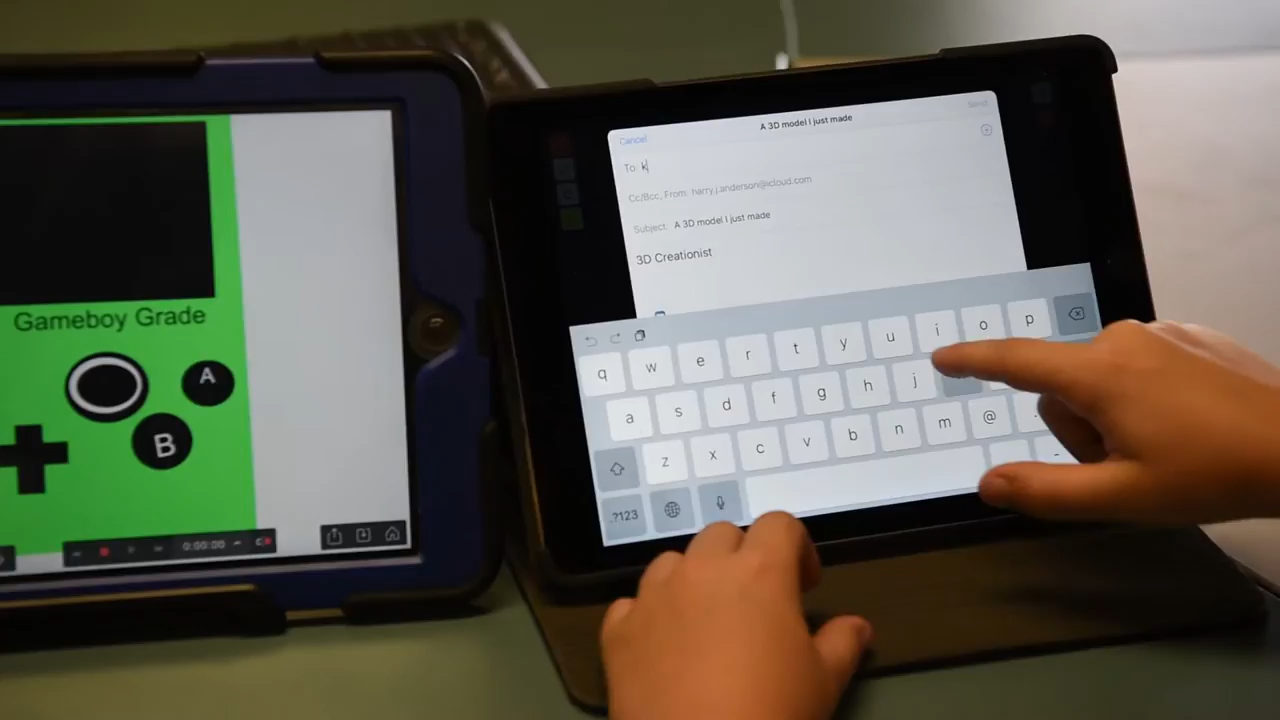 Gameboy Grade
A
B
0:00:00
Cancel
A 3D model I just made
Send
To: k
Cc/Bcc, From: harry.j.anderson@icloud.com
Subject: A 3D model I just made
3D Creationist
q w e r t y u i o p
a s d f g h j
z x c v b n m @ .
.?123 -